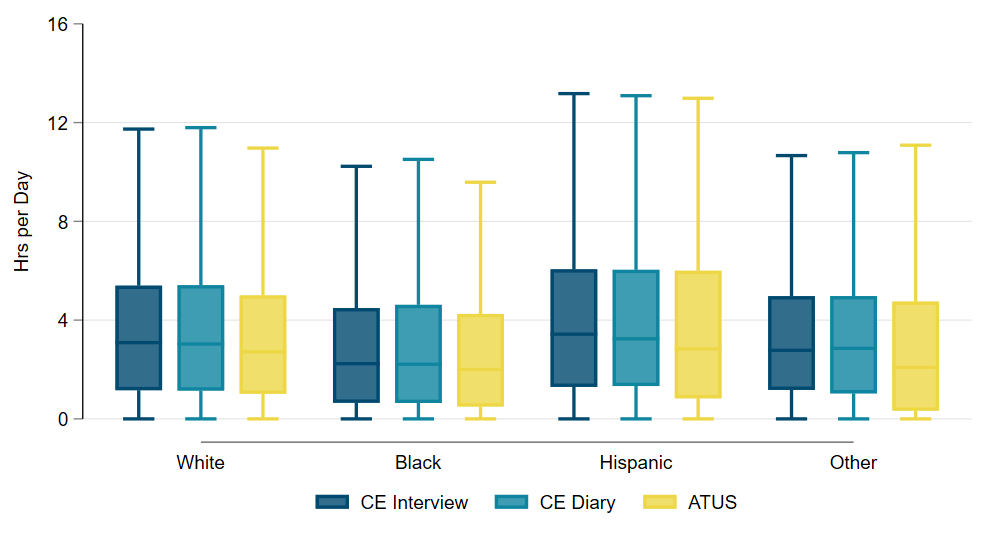 16
12
8
4
0
Hrs per Day
White Black Hispanic Other
CE Interview CE Diary ATUS